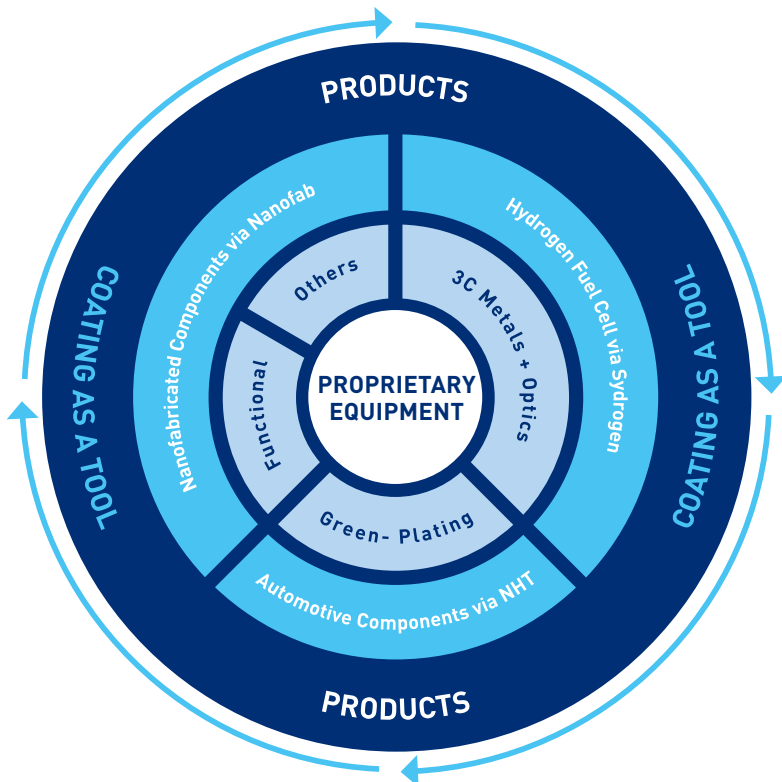 PRODUCTS
COATING AS A TOOL
COATING AS A TOOL
Nanofabricated Components via Nanofab
Hydrogen Fuel Cell via Sydrogen
Automotive Components via NHT
Others
3C Metals + Optics
Functional
Green- Plating
PROPRIETARY
EQUIPMENT
PRODUCTS